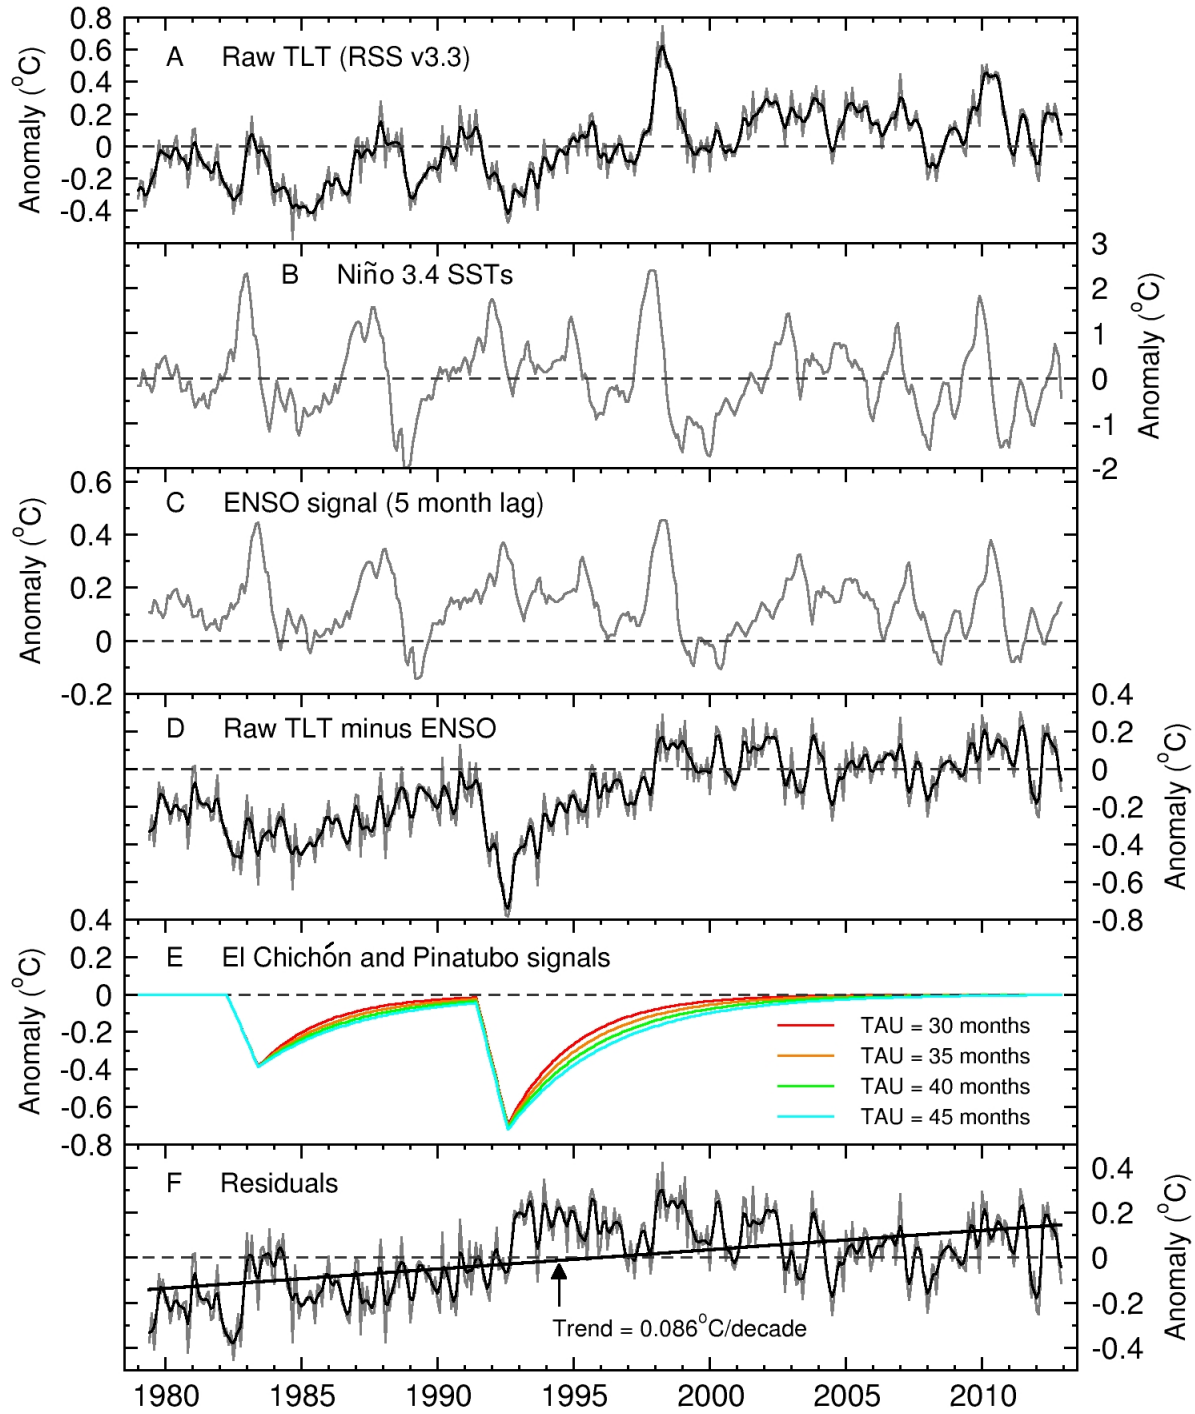 A Raw TLT (RSS v3.3)
Anomaly (°C)
0.8
0.6
0.4
0.2
0
-0.2
-0.4
B Niño 3.4 SSTs
3
2
1
0
-1
-2
Anomaly (°C)
C ENSO signal (5 month lag)
Anomaly (°C)
0.6
0.4
0.2
0
-0.2
D Raw TLT minus ENSO
0.4
0.2
0
-0.2
-0.4
-0.6
-0.8
Anomaly (°C)
E El Chichón and Pinatubo signals
Anomaly (°C)
0.4
0.2
0
-0.2
-0.4
-0.6
-0.8
TAU = 30 months
TAU = 35 months
TAU = 40 months
TAU = 45 months
F Residuals
0.4
0.2
0
-0.2
-0.4
Anomaly (°C)
Trend = 0.086°C/decade
1980 1985 1990 1995 2000 2005 2010